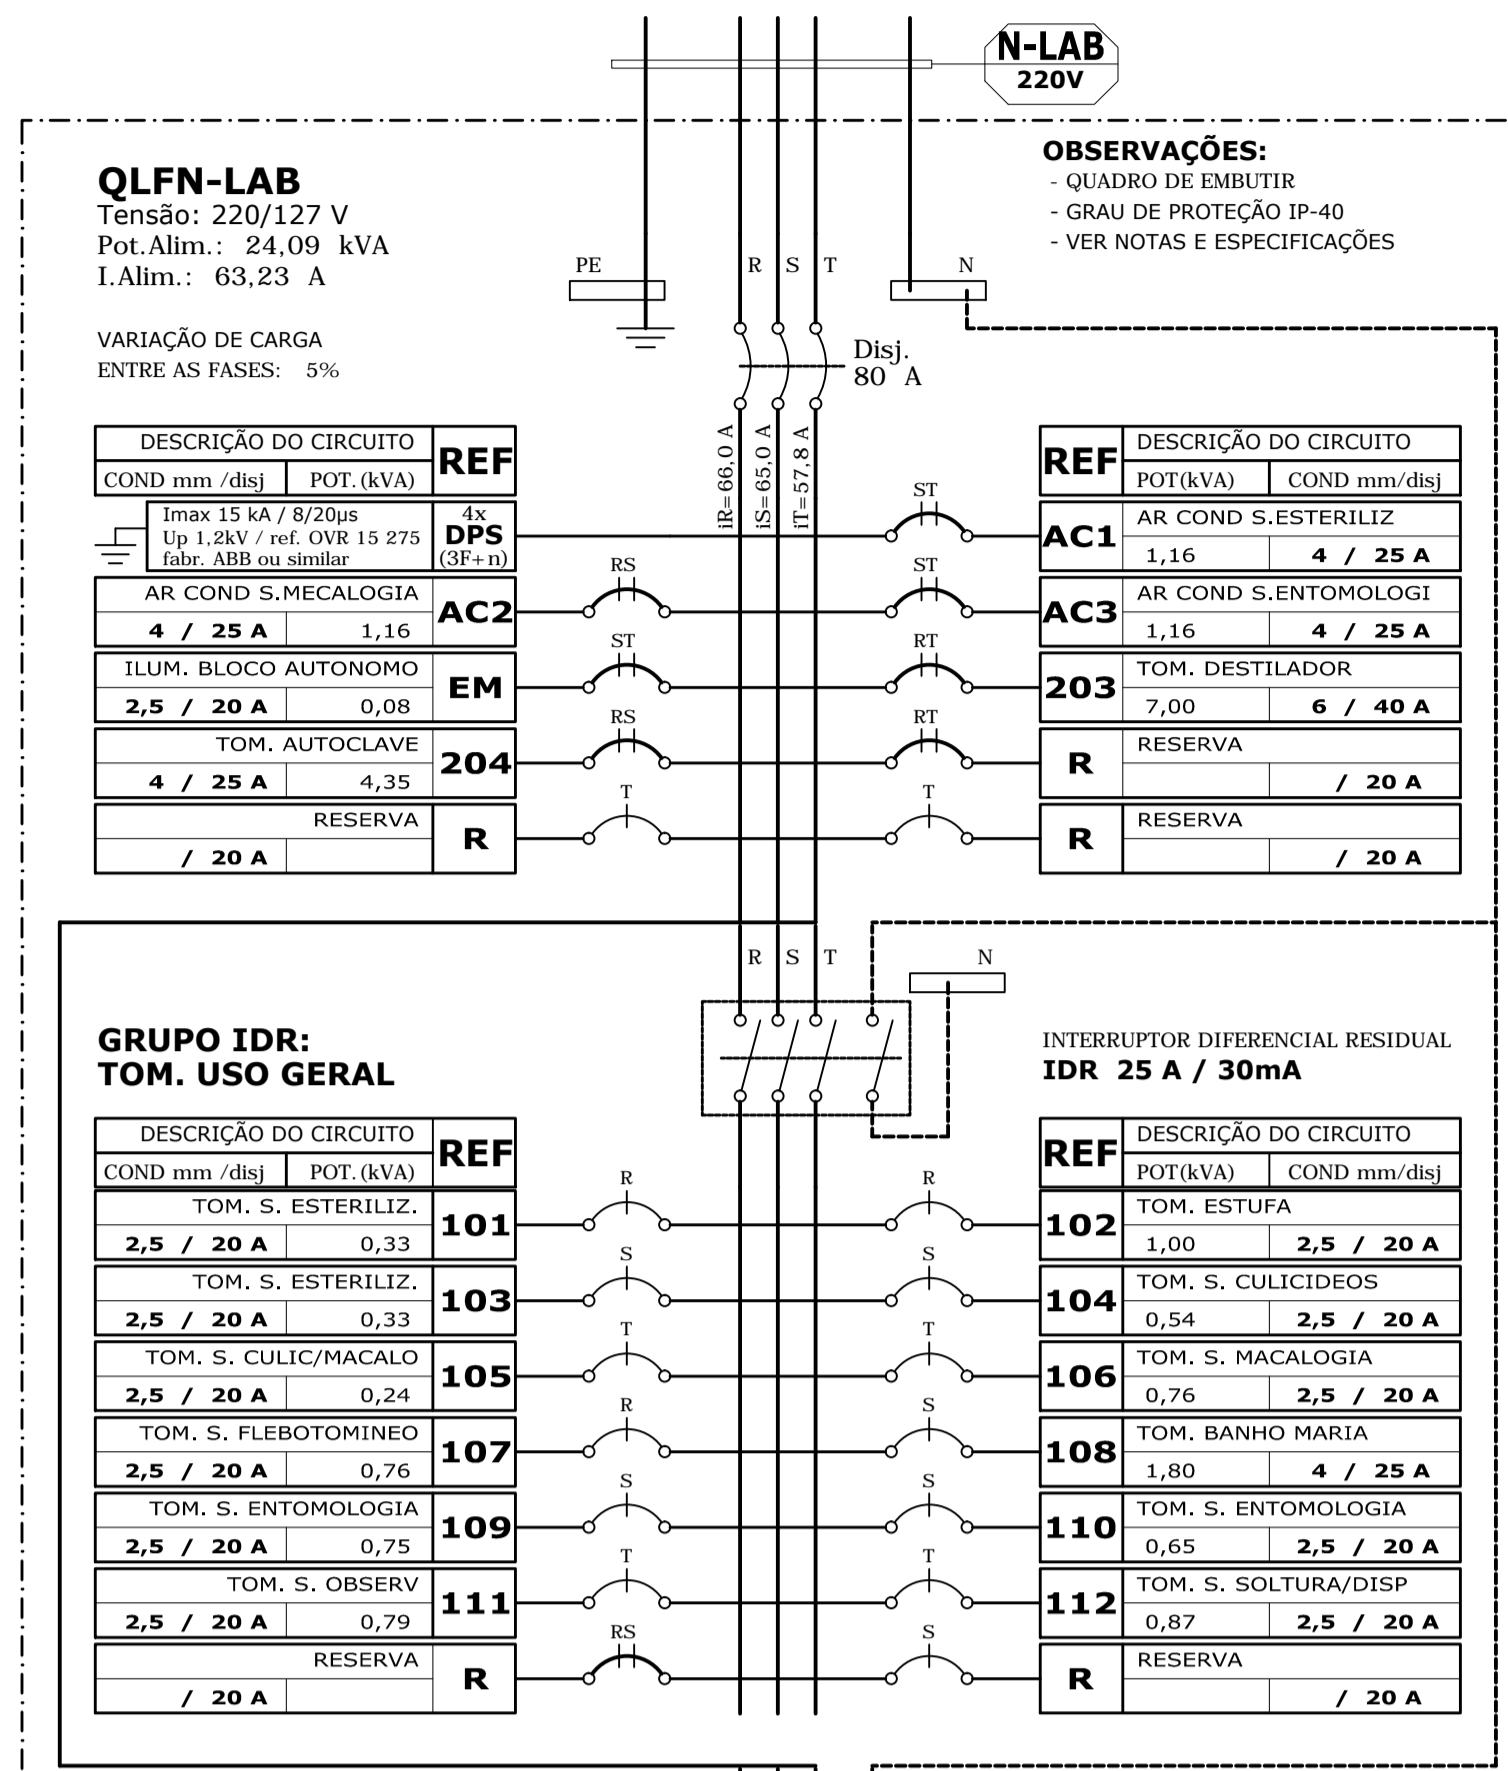 N-LAB
220V
QLFN-LAB
Tensão: 220/127 V
Pot.Alim.: 24,09 kVA
I.Alim.: 63,23 A
VARIAÇÃO DE CARGA
ENTRE AS FASES: 5%
OBSERVAÇÕES:
- QUADRO DE EMBUTIR
- GRAU DE PROTEÇÃO IP-40
- VER NOTAS E ESPECIFICAÇÕES
PE
R S T
N
Disj.
80 A
iR=66,0 A
iS=65,0 A
iT=57,8 A
DESCRIÇÃO DO CIRCUITO
COND mm /disj POT.(kVA)
REF
Imax 15 kA / 8/20µs
Up 1,2kV / ref. OVR 15 275
fabr. ABB ou similar
4x
DPS
(3F+n)
AR COND S.MECALOGIA
4 / 25 A 1,16
AC2
RS
ILUM. BLOCO AUTONOMO
2,5 / 20 A 0,08
EM
ST
TOM. AUTOCLAVE
4 / 25 A 4,35
204
RS
RESERVA
/ 20 A
R
T
REF
DESCRIÇÃO DO CIRCUITO
POT(kVA) COND mm/disj
ST
AC1
AR COND S.ESTERILIZ
1,16 4 / 25 A
ST
AC3
AR COND S.ENTOMOLOGI
1,16 4 / 25 A
RT
203
TOM. DESTILADOR
7,00 6 / 40 A
RT
R
RESERVA
/ 20 A
T
R
RESERVA
/ 20 A
R S T
N
GRUPO IDR:
TOM. USO GERAL
INTERRUPTOR DIFERENCIAL RESIDUAL
IDR 25 A / 30mA
DESCRIÇÃO DO CIRCUITO
COND mm /disj POT.(kVA)
REF
TOM. S. ESTERILIZ.
2,5 / 20 A 0,33
101
R
TOM. S. ESTERILIZ.
2,5 / 20 A 0,33
103
S
TOM. S. CULIC/MACALO
2,5 / 20 A 0,24
105
T
TOM. S. FLEBOTOMINEO
2,5 / 20 A 0,76
107
R
TOM. S. ENTOMOLOGIA
2,5 / 20 A 0,75
109
S
TOM. S. OBSERV
2,5 / 20 A 0,79
111
T
RESERVA
/ 20 A
R
RS
REF
DESCRIÇÃO DO CIRCUITO
POT(kVA) COND mm/disj
R
102
TOM. ESTUFA
1,00 2,5 / 20 A
S
104
TOM. S. CULICIDEOS
0,54 2,5 / 20 A
T
106
TOM. S. MACALOGIA
0,76 2,5 / 20 A
S
108
TOM. BANHO MARIA
1,80 4 / 25 A
S
110
TOM. S. ENTOMOLOGIA
0,65 2,5 / 20 A
T
112
TOM. S. SOLTURA/DISP
0,87 2,5 / 20 A
S
R
RESERVA
/ 20 A